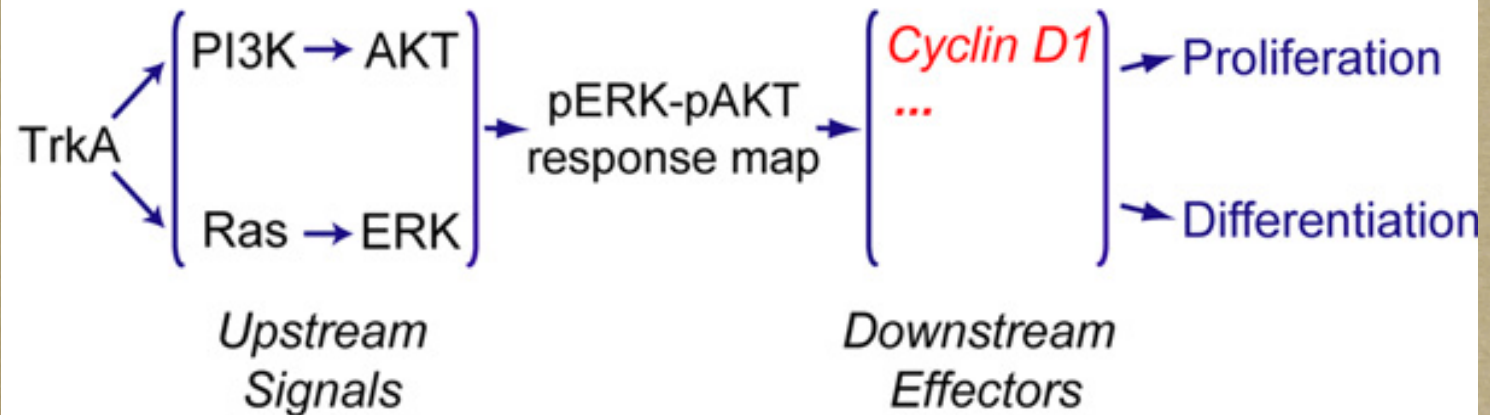 PI3K → AKT
Cyclin D1
Proliferation
pERK-pAKT
...
TrkA
response map
Ras → ERK
Differentiation
Upstream
Signals
Downstream
Effectors